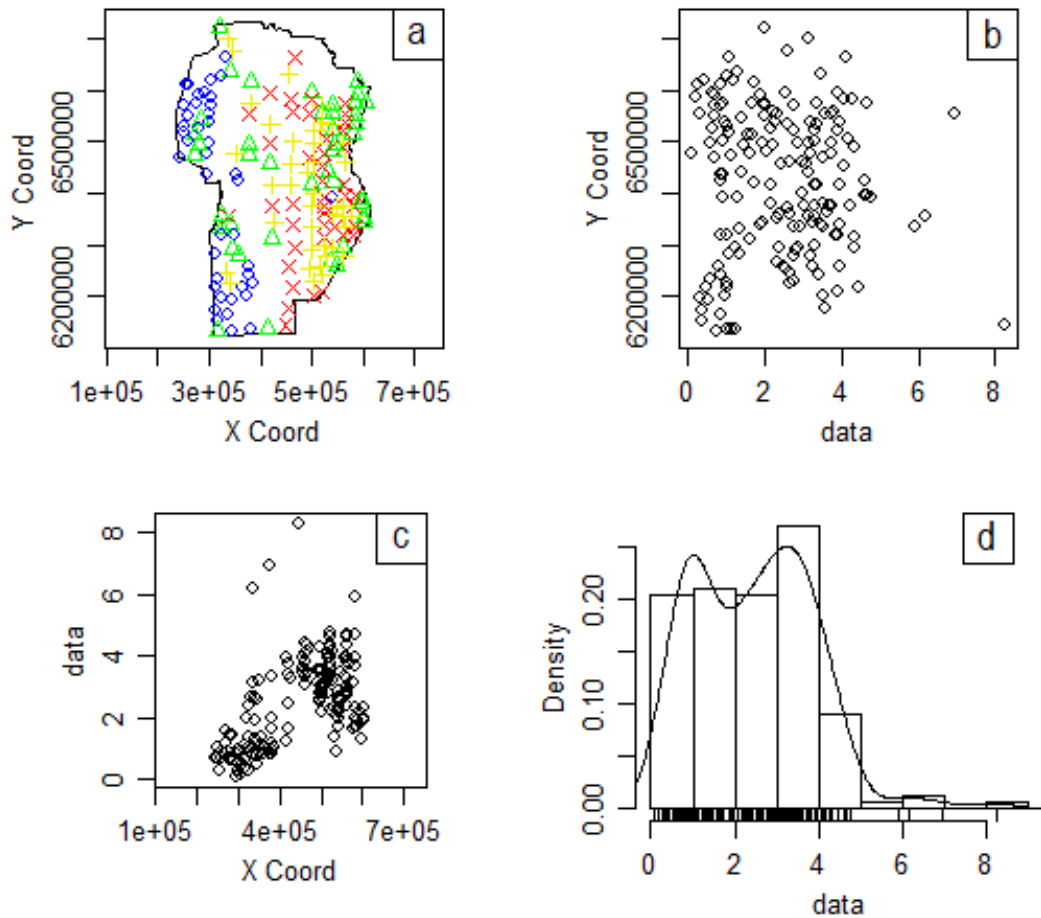 a
Y Coord
6200000
6500000
1e+05 3e+05 5e+05 7e+05
X Coord
b
Y Coord
6200000
6500000
0 2 4 6 8
data
c
data
0 2 4 6 8
1e+05 4e+05 7e+05
X Coord
d
Density
0.00 0.10 0.20
0 2 4 6 8
data